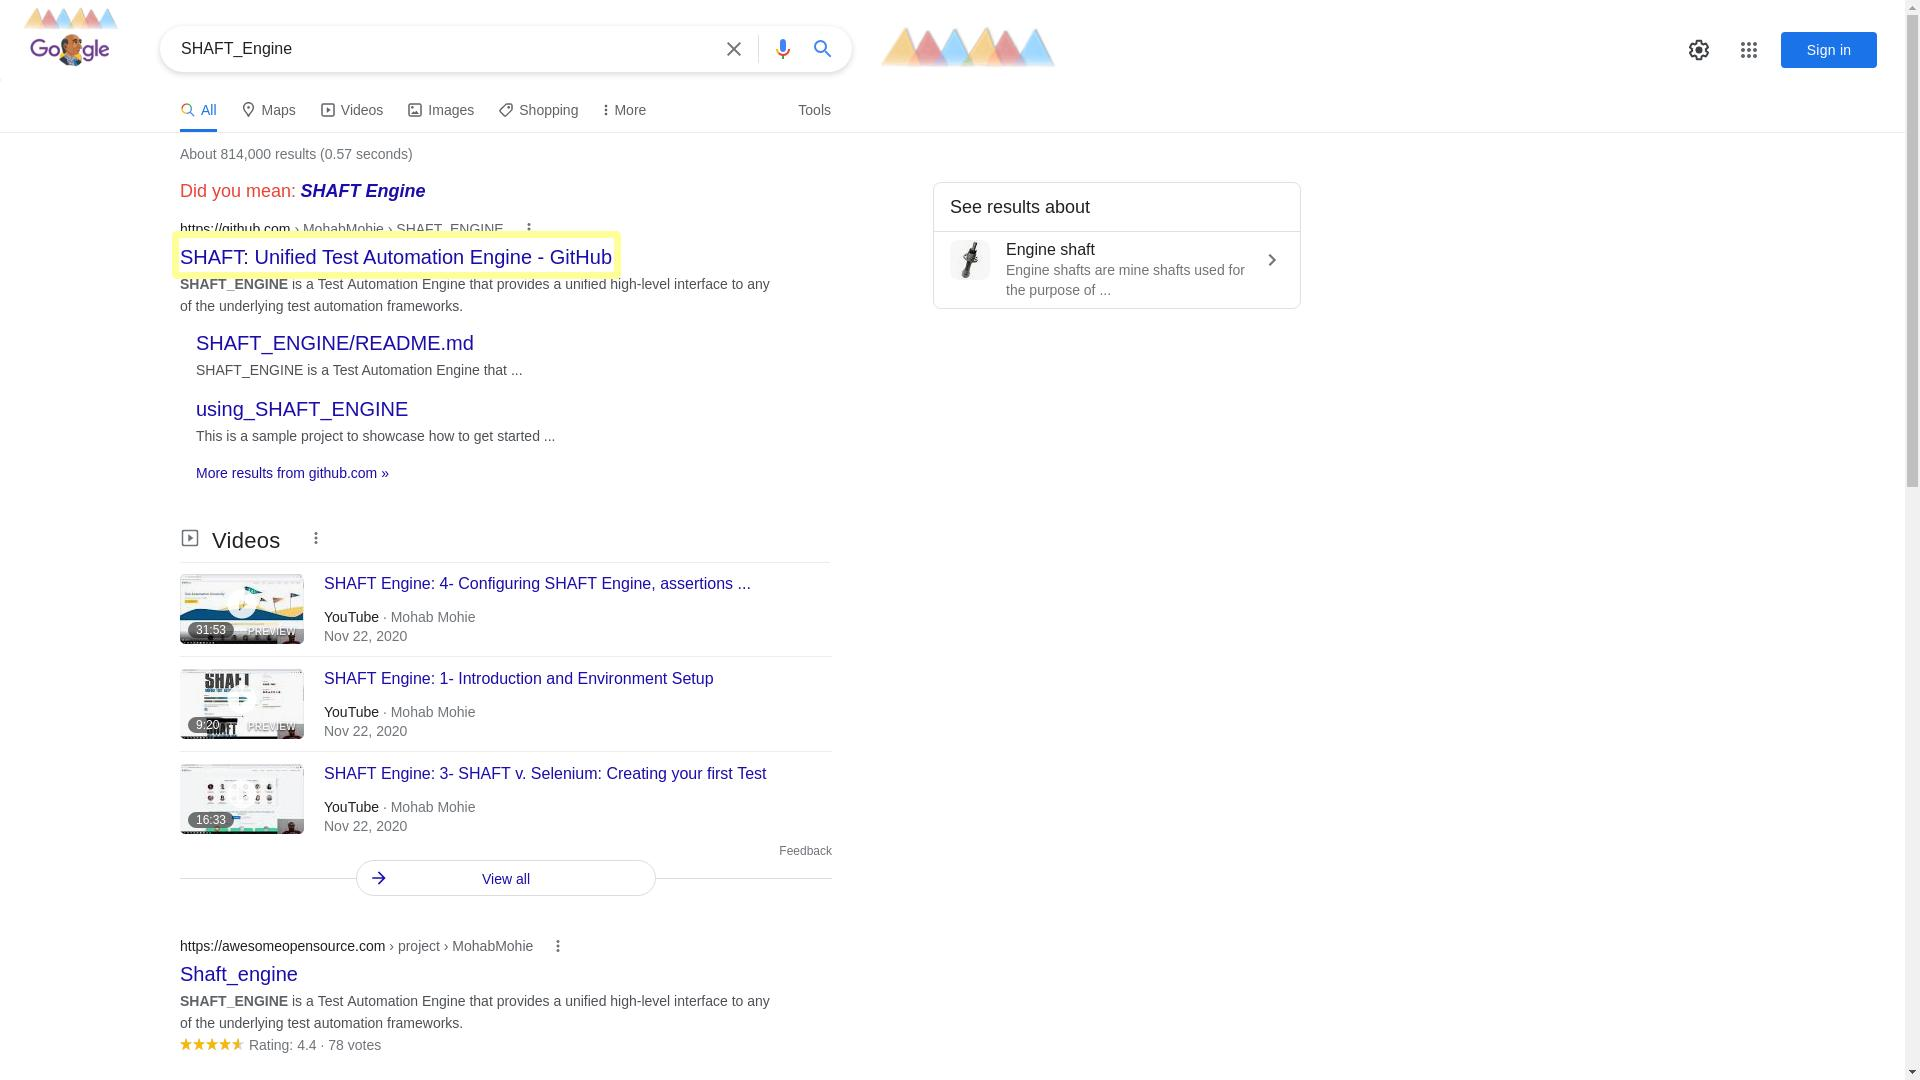 Google
SHAFT_Engine
Sign in
All
Maps
Videos
Images
Shopping
More
Tools
About 814,000 results (0.57 seconds)
Did you mean: SHAFT Engine
https://github.com › MohabMohie › SHAFT_ENGINE
SHAFT: Unified Test Automation Engine - GitHub
SHAFT_ENGINE is a Test Automation Engine that provides a unified high-level interface to any
of the underlying test automation frameworks.
SHAFT_ENGINE/README.md
SHAFT_ENGINE is a Test Automation Engine that ...
using_SHAFT_ENGINE
This is a sample project to showcase how to get started ...
More results from github.com »
See results about
Engine shaft
Engine shafts are mine shafts used for
the purpose of ...
Videos
31:53
PREVIEW
SHAFT Engine: 4- Configuring SHAFT Engine, assertions ...
YouTube · Mohab Mohie
Nov 22, 2020
SHAFT
9:20
PREVIEW
SHAFT Engine: 1- Introduction and Environment Setup
YouTube · Mohab Mohie
Nov 22, 2020
16:33
SHAFT Engine: 3- SHAFT v. Selenium: Creating your first Test
YouTube · Mohab Mohie
Nov 22, 2020
Feedback
View all
https://awesomeopensource.com › project › MohabMohie
Shaft_engine
SHAFT_ENGINE is a Test Automation Engine that provides a unified high-level interface to any
of the underlying test automation frameworks.
Rating: 4.4 · 78 votes